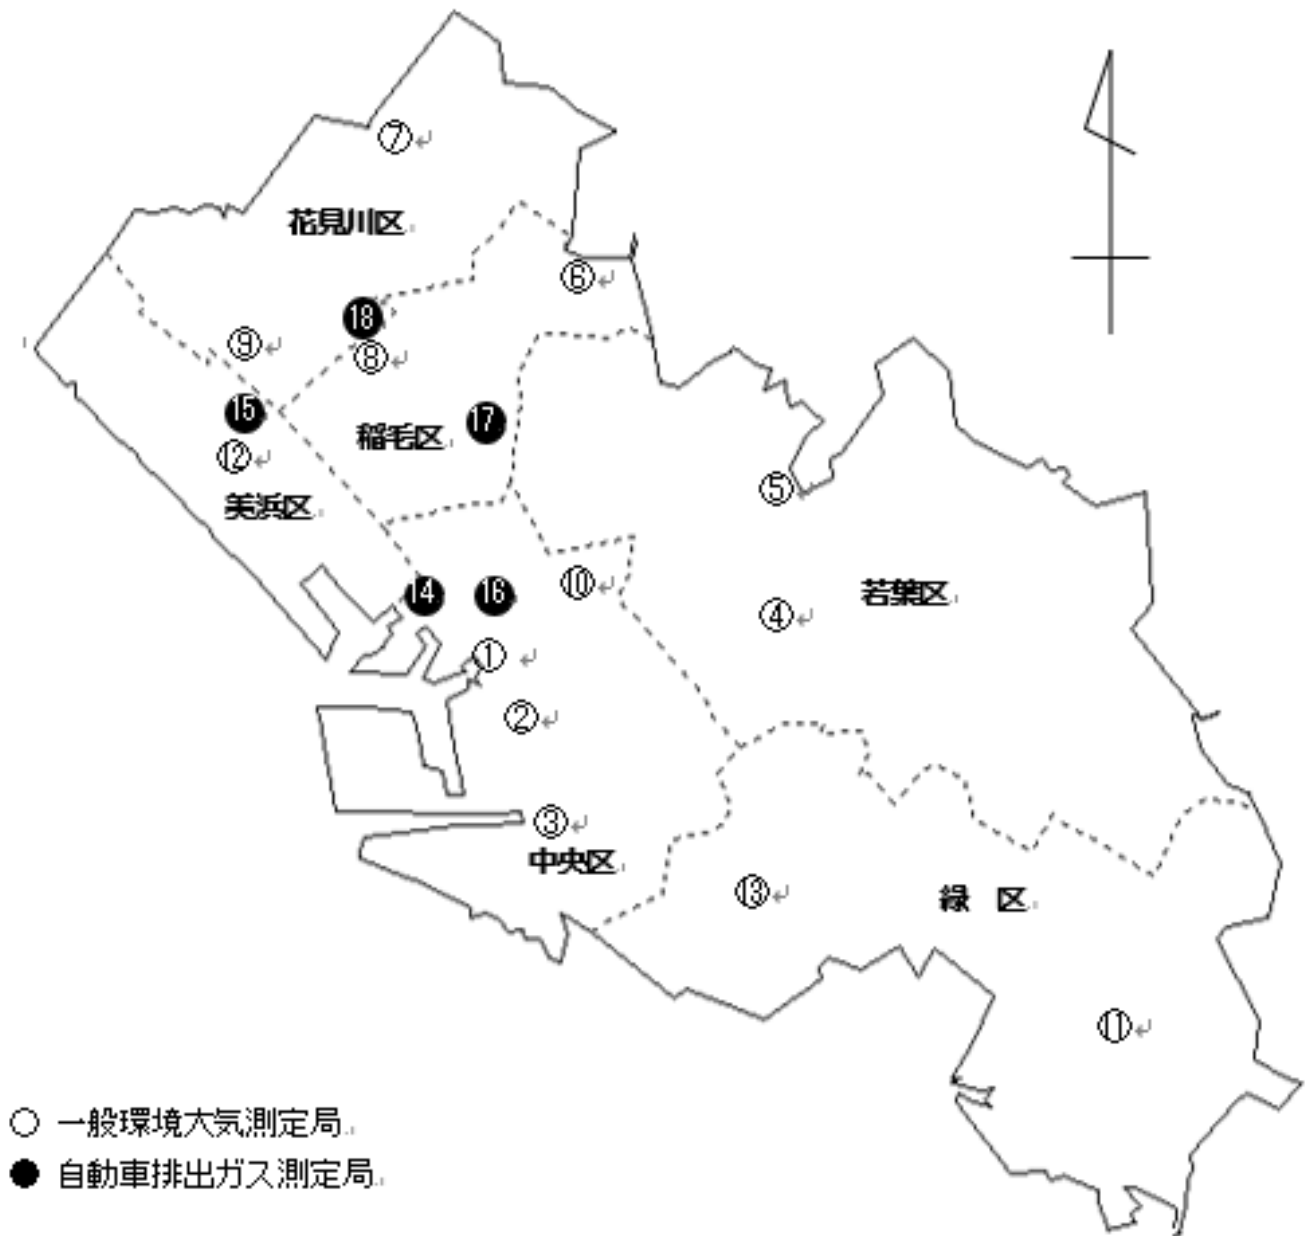 ⑦
花見川区
⑥
⑱
⑨
⑧
⑮
⑰
稲毛区
⑫
⑤
美浜区
⑩
若葉区
⑭
⑯
④
①
②
③
中央区
⑬
緑 区
⑪
○ 一般環境大気測定局
● 自動車排出ガス測定局